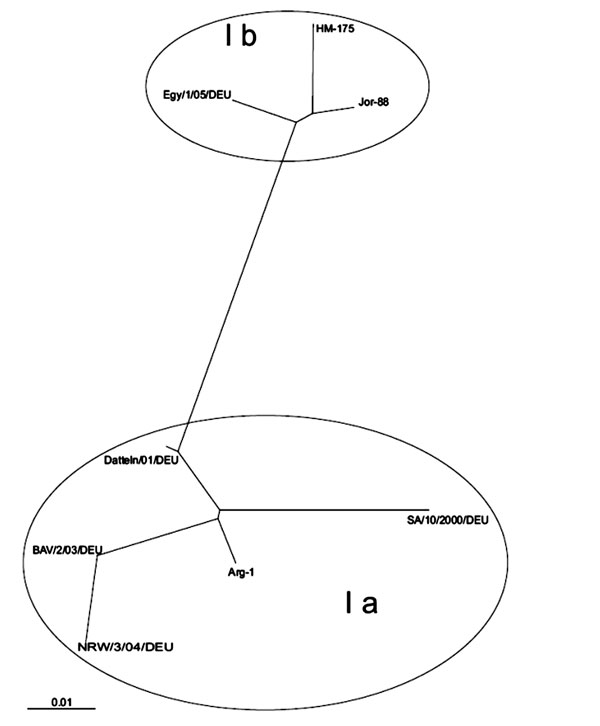 I b
HM-175
Egy/1/05/DEU
Jor-88
Datteln/01/DEU
SA/10/2000/DEU
BAV/2/03/DEU
Arg-1
I a
NRW/3/04/DEU
0.01